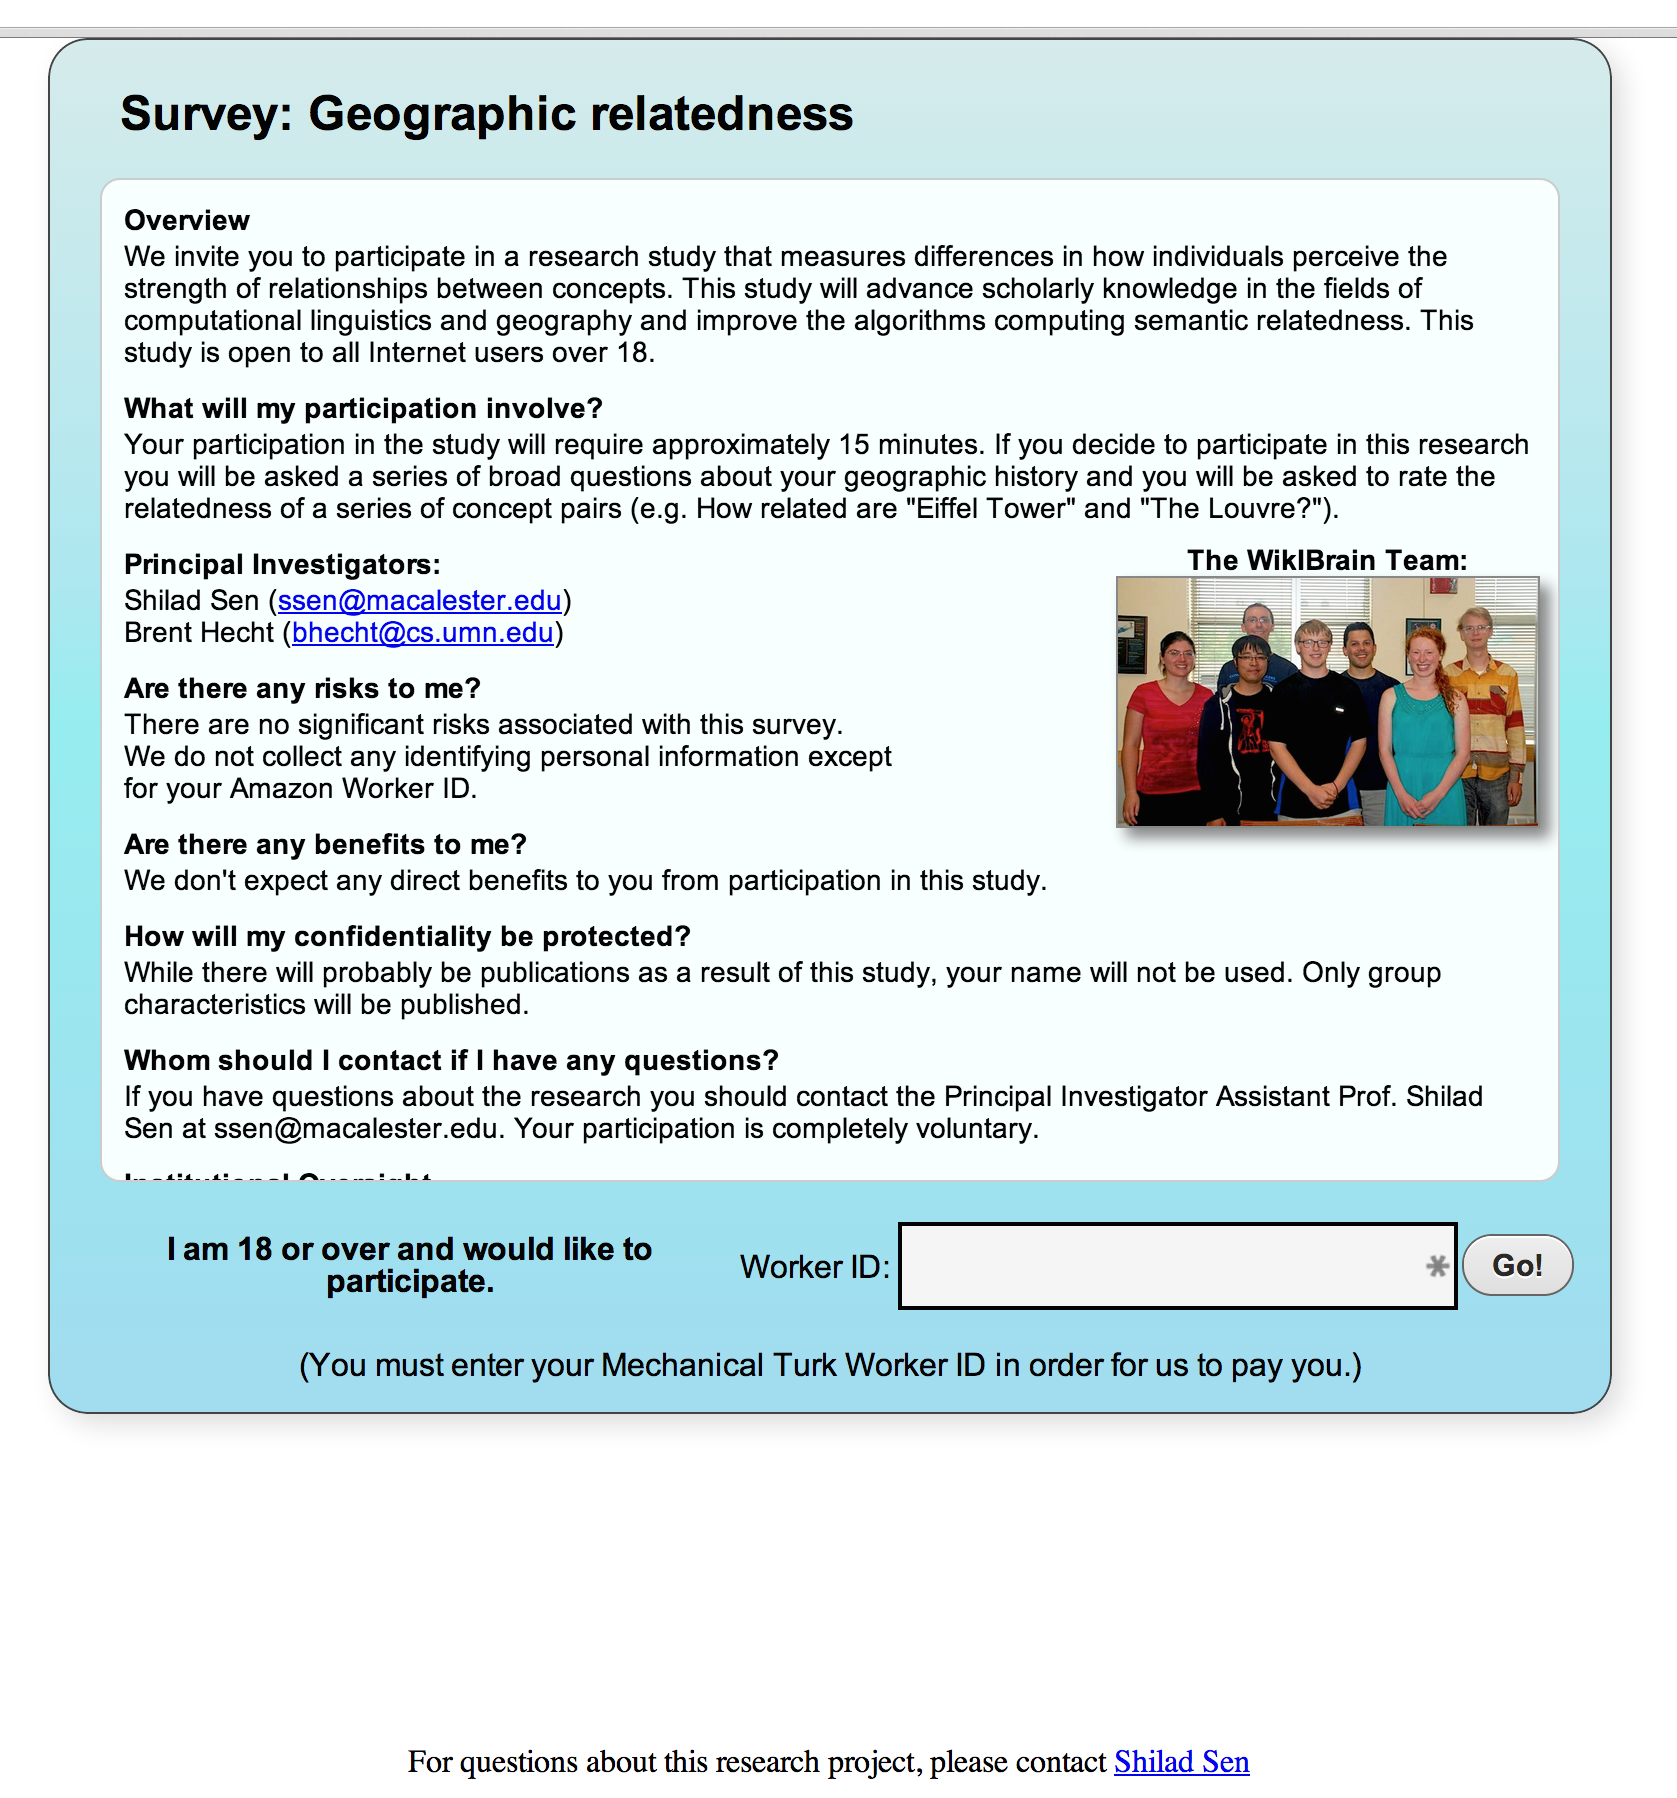 Survey: Geographic relatedness
Overview
We invite you to participate in a research study that measures differences in how individuals perceive the
strength of relationships between concepts. This study will advance scholarly knowledge in the fields of
computational linguistics and geography and improve the algorithms computing semantic relatedness. This
study is open to all Internet users over 18.
What will my participation involve?
Your participation in the study will require approximately 15 minutes. If you decide to participate in this research
you will be asked a series of broad questions about your geographic history and you will be asked to rate the
relatedness of a series of concept pairs (e.g. How related are "Eiffel Tower" and "The Louvre?").
Principal Investigators:
Shilad Sen (ssen@macalester.edu)
Brent Hecht (bhecht@cs.umn.edu)
The WikIBrain Team:
Are there any risks to me?
There are no significant risks associated with this survey.
We do not collect any identifying personal information except
for your Amazon Worker ID.
Are there any benefits to me?
We don't expect any direct benefits to you from participation in this study.
How will my confidentiality be protected?
While there will probably be publications as a result of this study, your name will not be used. Only group
characteristics will be published.
Whom should I contact if I have any questions?
If you have questions about the research you should contact the Principal Investigator Assistant Prof. Shilad
Sen at ssen@macalester.edu. Your participation is completely voluntary.
Institutional Oversight
I am 18 or over and would like to
participate.
Worker ID:
*
Go!
(You must enter your Mechanical Turk Worker ID in order for us to pay you.)
For questions about this research project, please contact Shilad Sen